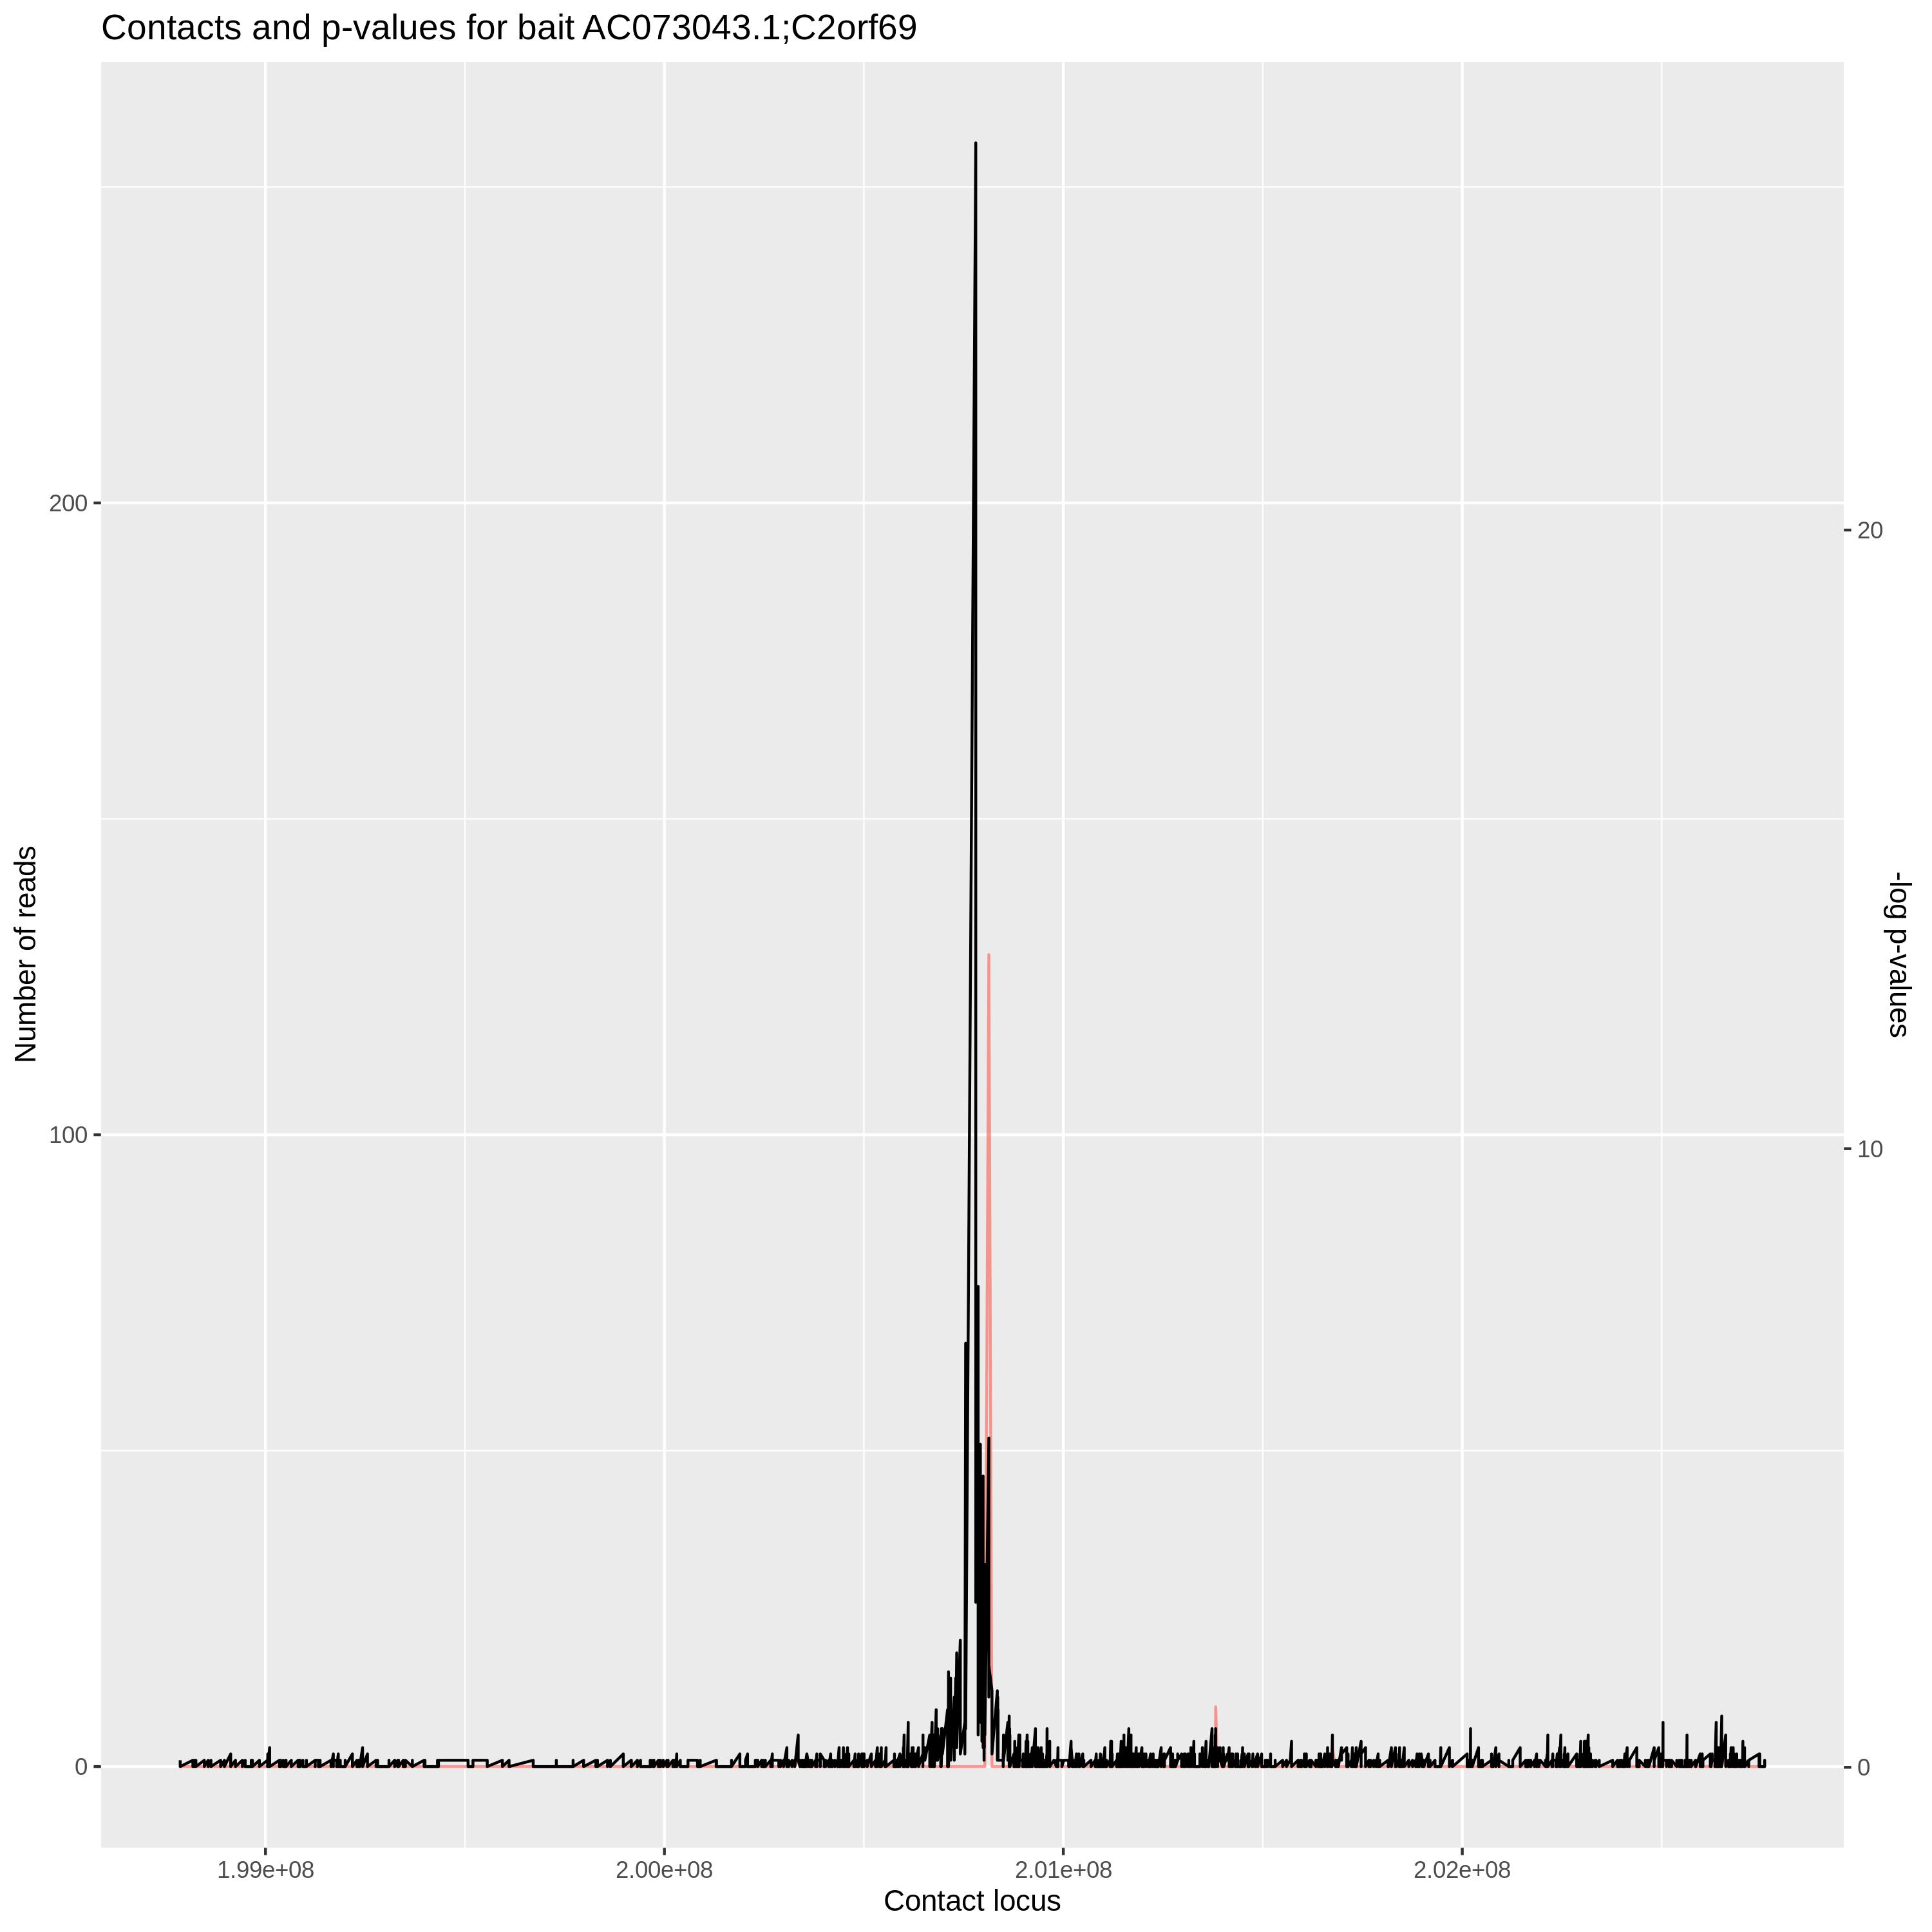 Contacts and p-values for bait AC073043.1;C2orf69
Number of reads
200
100
0
20
10
0
-log p-values
1.99e+08
2.00e+08
2.01e+08
2.02e+08
Contact locus